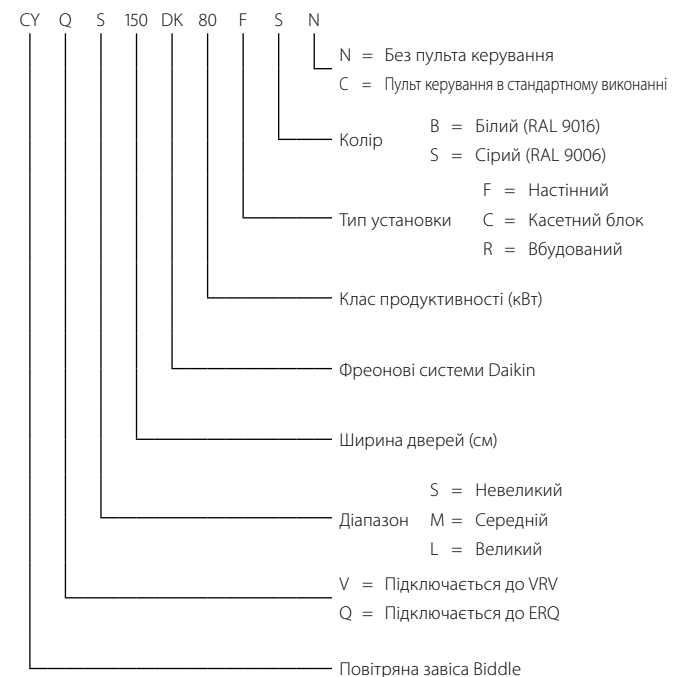 CY Q S 150 DK 80 F S N
N = Без пульта керування
C = Пульт керування в стандартному виконанні
Колір
B = Білий (RAL 9016)
S = Сірий (RAL 9006)
Тип установки
F = Настінний
C = Касетний блок
R = Вбудований
Клас продуктивності (кВт)
Фреонові системи Daikin
Ширина дверей (см)
Діапазон
S = Невеликий
M = Середній
L = Великий
V = Підключається до VRV
Q = Підключається до ERQ
Повітряна завіса Biddle